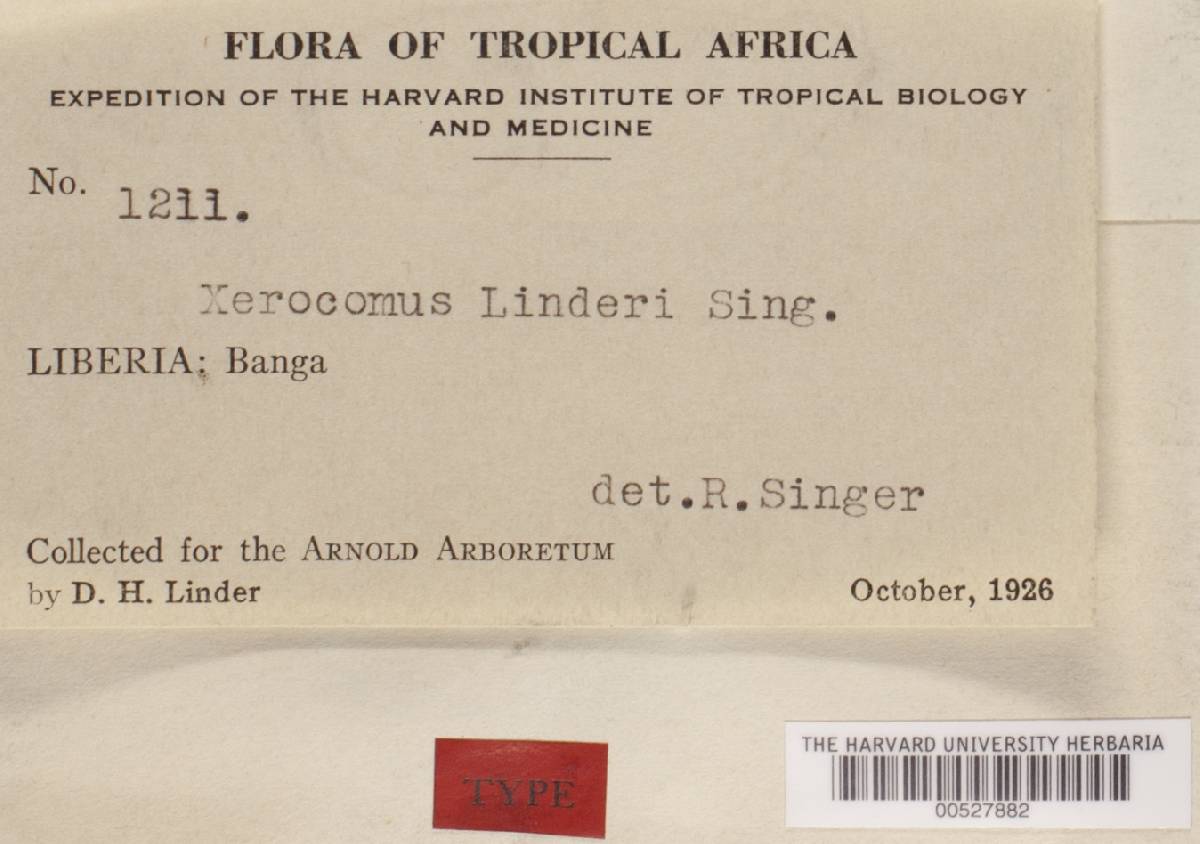 FLORA OF TROPICAL AFRICA
EXPEDITION OF THE HARVARD INSTITUTE OF TROPICAL BIOLOGY
AND MEDICINE
No. 1211.
Xerocomus Linderi Sing.
LIBERIA: Banga
det.R.Singer
Collected for the ARNOLD ARBORETUM
by D. H. Linder October, 1926
TYPE
THE HARVARD UNIVERSITY HERBARIA
00527882